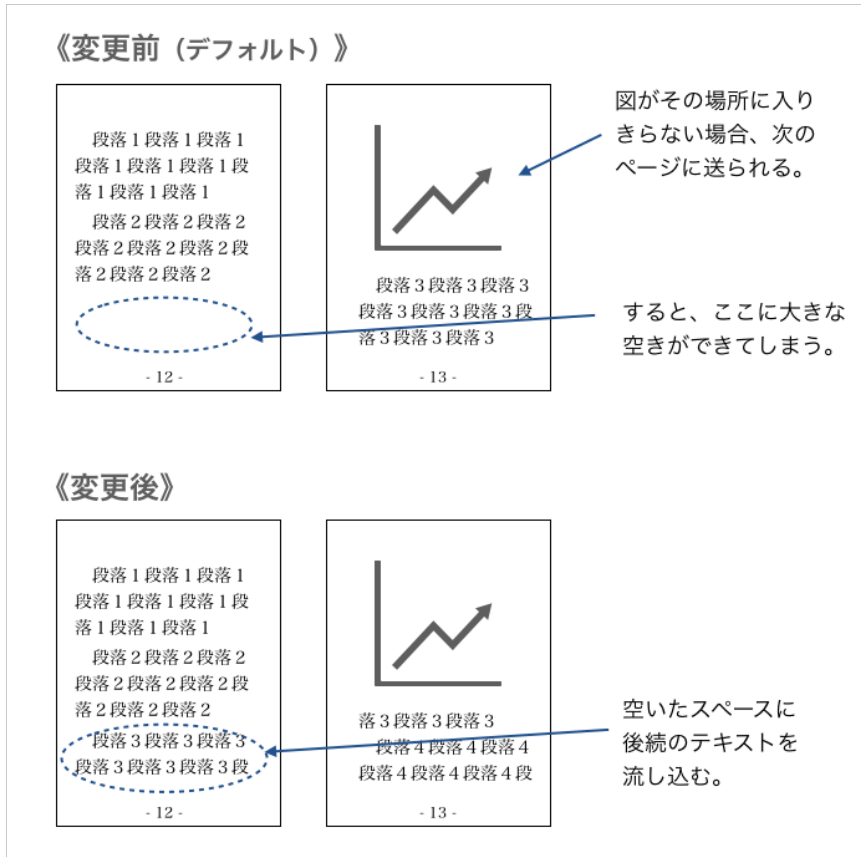 《変更前（デフォルト）》
段落１段落１段落１
段落１段落１段落１段
落１段落１段落１
段落２段落２段落２
段落２段落２段落２段
落２段落２段落２
- 12 -
段落３段落３段落３
段落３段落３段落３段
落３段落３段落３
- 13 -
図がその場所に入り
きらない場合、次の
ページに送られる。
すると、ここに大きな
空きができてしまう。
《変更後》
段落１段落１段落１
段落１段落１段落１段
落１段落１段落１
段落２段落２段落２
段落２段落２段落２段
落２段落２段落２
段落３段落３段落３
段落３段落３段落３段
- 12 -
落３段落３段落３
段落４段落４段落４
段落４段落４段落４段
- 13 -
空いたスペースに
後続のテキストを
流し込む。